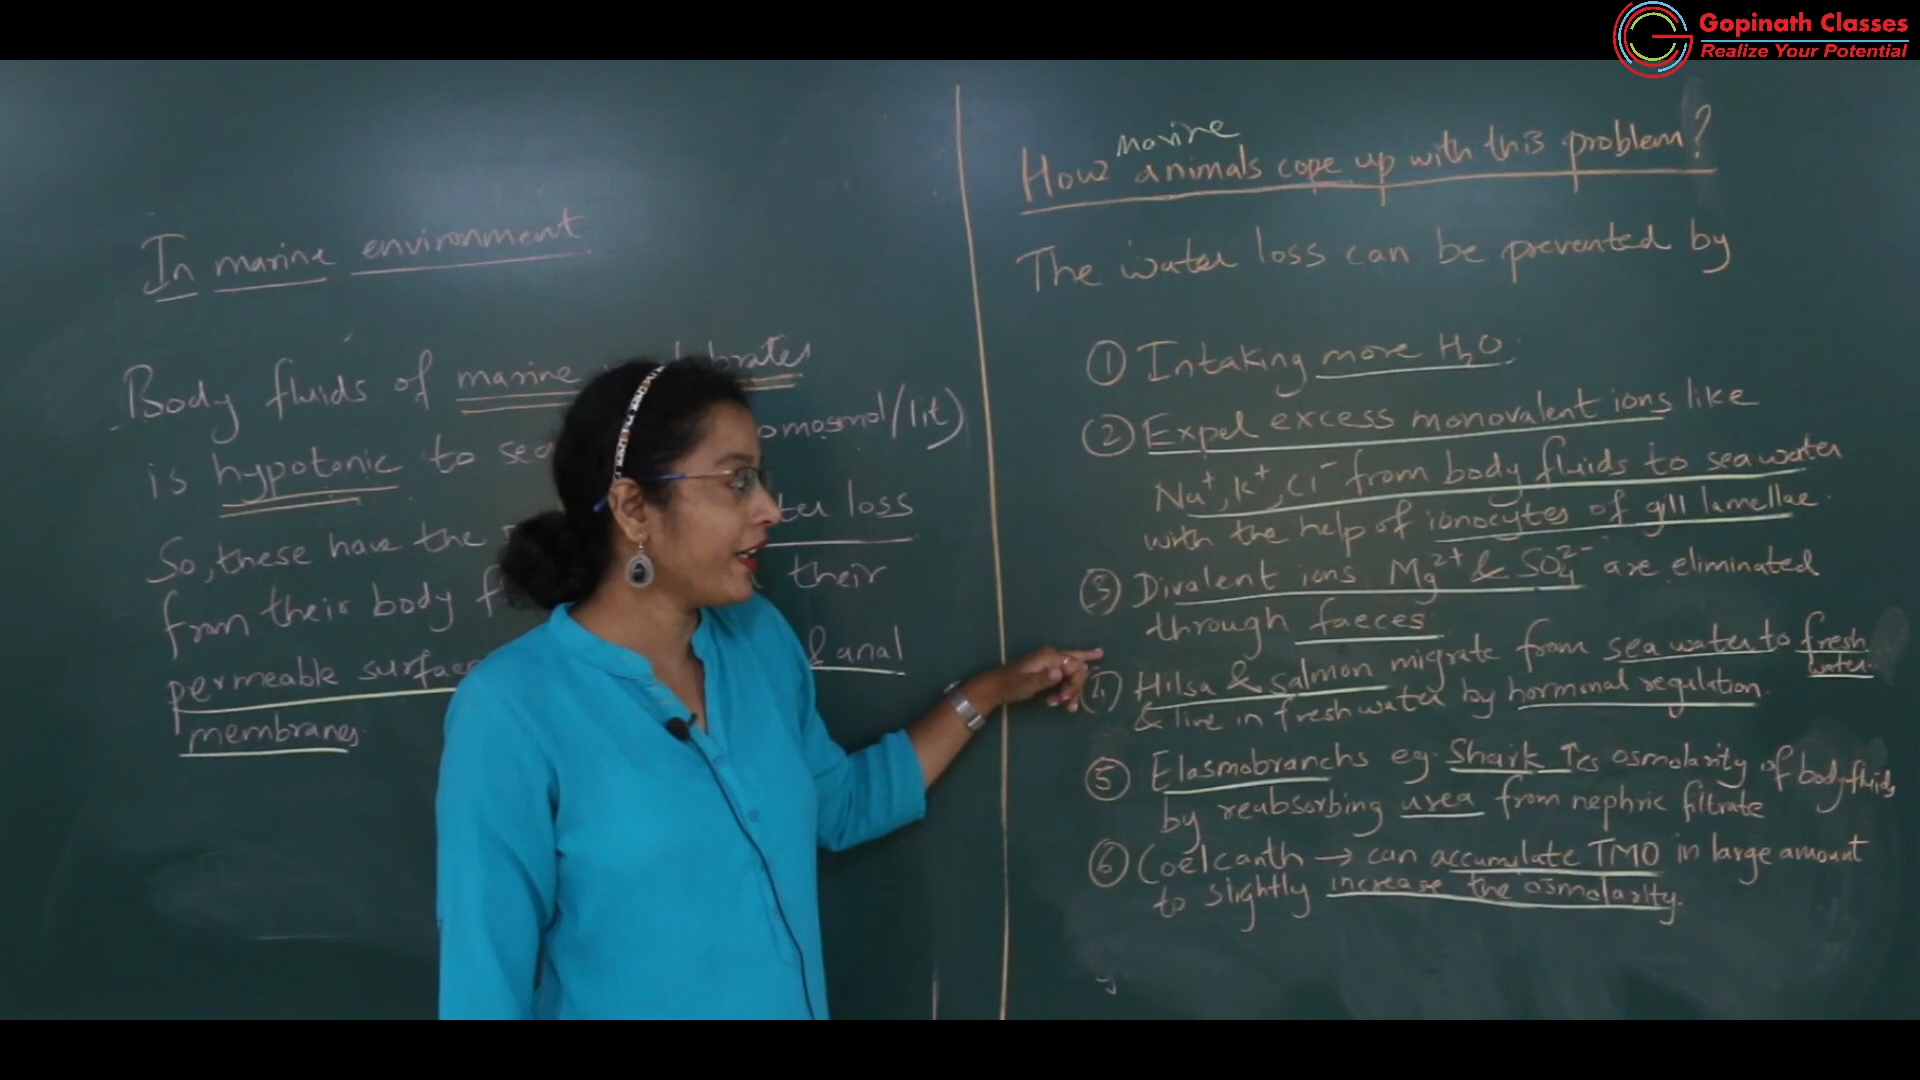 Gopinath Classes
Realize Your Potential
In marine environment
Body fluids of marine
is hypotonic to sea omosmol/lit)
So, these have the loss
from their body their
permeable & anal
membranes.
How marine animals cope up with this problem?
The water loss can be prevented by
① Intaking more H₂O.
② Expel excess monovalent ions like
Na⁺, K⁺, Cl⁻ from body fluids to sea water
with the help of ionocytes of gill lamellae.
③ Divalent ions Mg²⁺ & SO₄²⁻ are eliminated
through faeces
④ Hilsa & salmon migrate from sea water to fresh water.
& live in fresh water by hormonal regulation.
⑤ Elasmobranchs eg. Shark ↑es osmolarity of body fluids
by reabsorbing urea from nephric filtrate
⑥ Coelcanth → can accumulate TMO in large amount
to slightly increase the osmolarity.